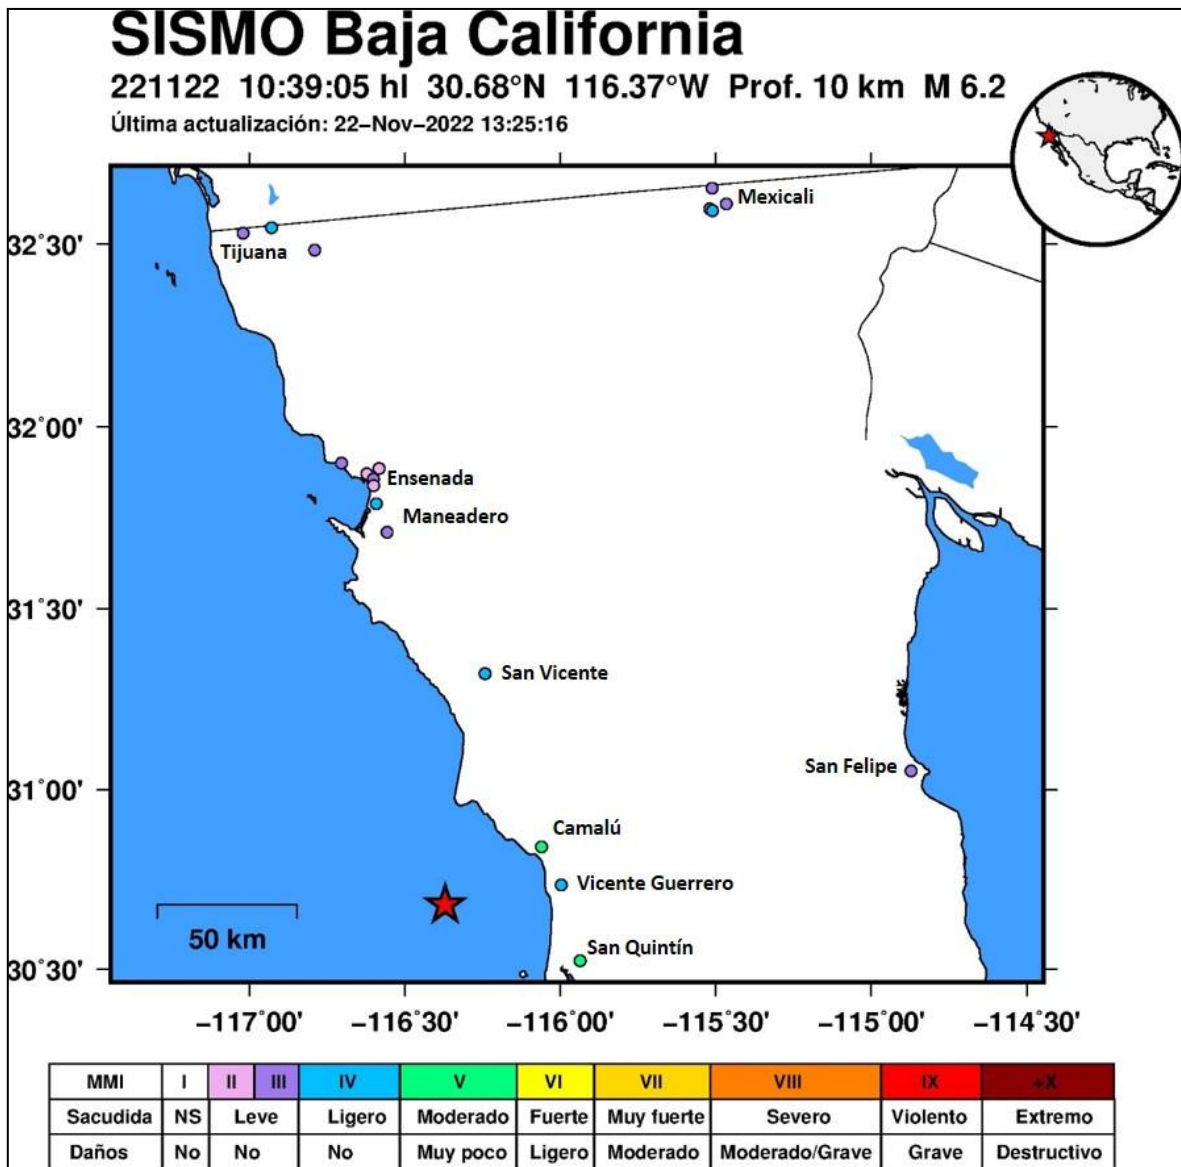 SISMO Baja California
221122 10:39:05 hl 30.68°N 116.37°W Prof. 10 km M 6.2
Última actualización: 22-Nov-2022 13:25:16
Mexicali
32°30'
Tijuana
32°00'
Ensenada
Maneadero
31°30'
San Vicente
San Felipe
31°00'
Camalú
Vicente Guerrero
50 km
San Quintín
30°30'
-117°00' -116°30' -116°00' -115°30' -115°00' -114°30'
MMI I II III IV V VI VII VIII IX +X
Sacudida NS Leve Ligero Moderado Fuerte Muy fuerte Severo Violento Extremo
Daños No No No Muy poco Ligero Moderado Moderado/Grave Grave Destructivo